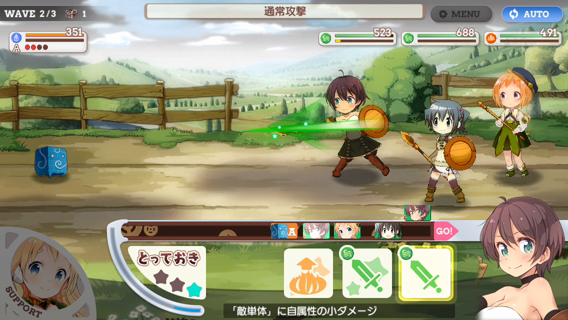 WAVE 2/3
1
通常攻撃
MENU
AUTO
351
A
523
688
491
A
GO!
とっておき
SUPPORT
「敵単体」に自属性の小ダメージ